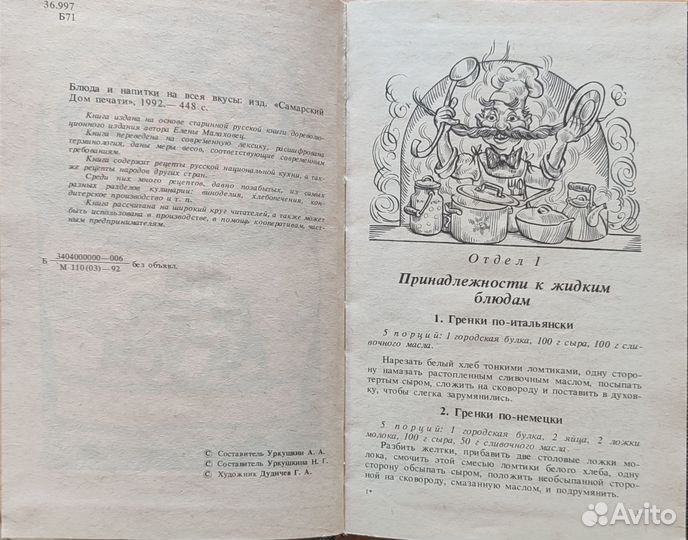 36.997
Б71
Блюда и напитки на всея вкусы: изд. «Самарский
Дом печати», 1992.— 448 с.
Книга издана на основе старинной русской книги дореволю-
ционного издания автора Елены Малаховец.
Книга переведена на современную лексику, расшифрована
терминология, даны меры весов, соответствующие современным
требованиям.
Книга содержит рецепты русской национальной кухни, а так-
же рецепты народов других стран.
Среди них много рецептов, давно позабытых, из самых
разных разделов кулинарии: виноделия, хлебопечения, кон-
дитерское производство и т. п.
Книга рассчитана на широкий круг читателей, а также может
быть использована в производстве, в помощь кооперативам, част-
ным предпринимателям.
Б 3404000000—006
М 110(03)—92 без объявл.
© Составитель Уркушкин А. А.
© Составитель Уркушкина Н. Г.
© Художник Дудичев Г. А.
Отдел 1
Принадлежности к жидким
блюдам
1. Гренки по-итальянски
5 порций: 1 городская булка, 100 г сыра, 100 г сли-
вочного масла.
Нарезать белый хлеб тонкими ломтиками, одну сторо-
ну намазать растопленным сливочным маслом, посыпать
тертым сыром, сложить на сковороду и поставить в духов-
ку, чтобы слегка зарумянились.
2. Гренки по-немецки
5 порций: 1 городская булка, 2 яйца, 2 ложки
молока, 100 г сыра, 50 г сливочного масла.
Разбить желтки, прибавить две столовые ложки мо-
лока, смочить этой смесью ломтики белого хлеба, одну
сторону обсыпать сыром, положить необсыпанной сторо-
ной на сковороду, смазанную маслом, и подрумянить.
1*
Avito